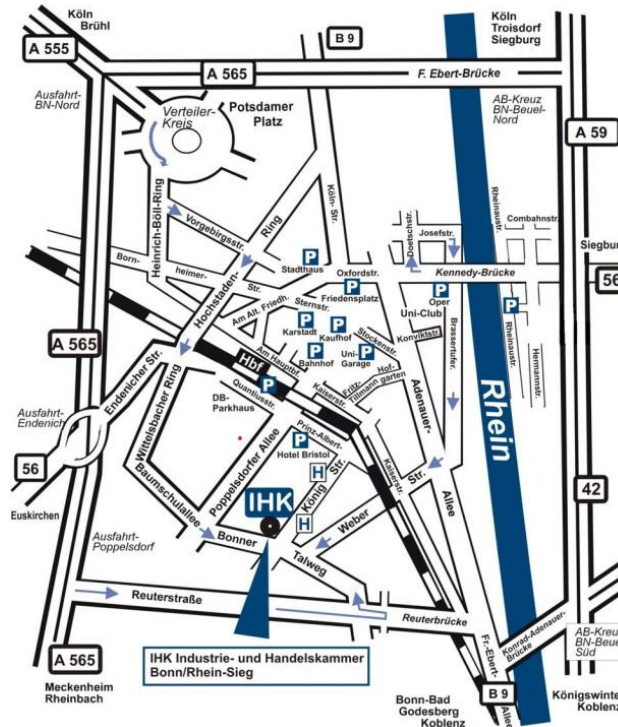 Köln
Brühl
A 555
B 9
Köln
Troisdorf
Siegburg
A 565
F. Ebert-Brücke
Ausfahrt-
BN-Nord
Verteiler-
Kreis
Potsdamer
Platz
AB-Kreuz
BN-Beuel-
Nord
A 59
Heinrich-Böll-Ring
Vorgebirgsstr.
Hochstaden-
Ring
Köln-Str.
Rheinaustr.
Combahnstr.
Doetschstr.
Josefstr.
Siegburg
Born-
heimer-
Str.
P
Stadthaus
Oxfordstr.
Kennedy-Brücke
56
P
Friedensplatz
P
Oper
P
Am Alt. Friedh.
Sternstr.
Uni-Club
P
Karstadt
P
Kaufhof
Stockenstr.
Konviktstr.
Brassertufer.
Rheinaustr.
Hermannstr.
A 565
Hbf
Am Hauptbf.
P
Bahnhof
P
Uni-
Garage
Hof-
garten
Fritz-
Tillmann
Endenicher Str.
Wittelsbacher Ring
P
Quantiusstr.
DB-
Parkhaus
Kaiserstr.
Adenauer-
Allee
Rhein
Ausfahrt-
Endenich
Poppelsdorfer Allee
Prinz-Albert-
Str.
P
Hotel Bristol
56
Euskirchen
Baumschulallee
H
König
IHK
H
Kaiserstr.
Weber
Str.
42
Ausfahrt-
Poppelsdorf
Bonner
Talweg
Reuterstraße
Reuterbrücke
Fr.-Ebert-
Allee
Konrad-Adenauer-
Brücke
AB-Kreuz
BN-Beuel
Süd
A 565
IHK Industrie- und Handelskammer
Bonn/Rhein-Sieg
B 9
Meckenheim
Rheinbach
Bonn-Bad
Godesberg
Koblenz
Königswinter
Koblenz